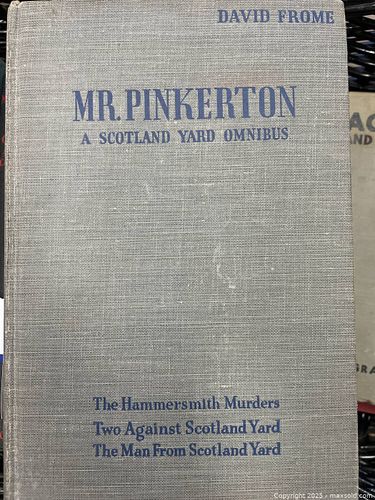 DAVID FROME
MR. PINKERTON
A SCOTLAND YARD OMNIBUS
The Hammersmith Murders
Two Against Scotland Yard
The Man From Scotland Yard
Copyright 2025 - maxsold.com